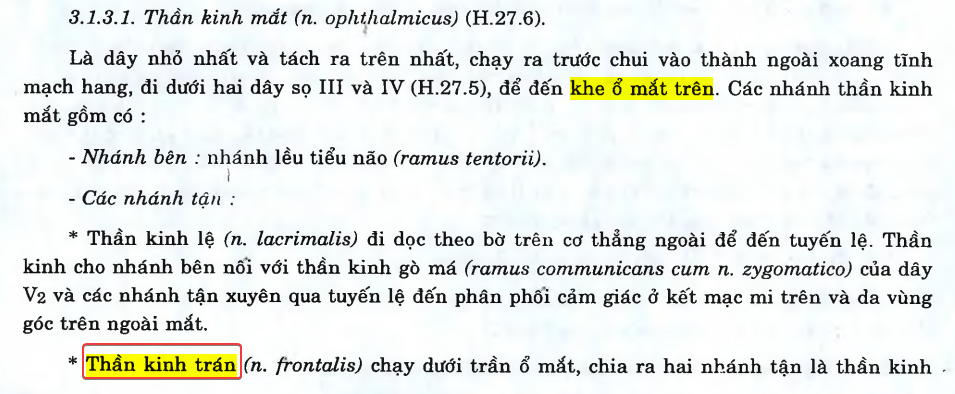 3.1.3.1. Thần kinh mắt (n. ophthalmicus) (H.27.6).
Là dây nhỏ nhất và tách ra trên nhất, chạy ra trước chui vào thành ngoài xoang tĩnh
mạch hang, đi dưới hai dây sọ III và IV (H.27.5), để đến khe ổ mắt trên. Các nhánh thần kinh
mắt gồm có :
- Nhánh bên : nhánh lều tiểu não (ramus tentorii).
- Các nhánh tận :
* Thần kinh lệ (n. lacrimalis) đi dọc theo bờ trên cơ thẳng ngoài để đến tuyến lệ. Thần
kinh cho nhánh bên nối với thần kinh gò má (ramus communicans cum n. zygomatico) của dây
V2 và các nhánh tận xuyên qua tuyến lệ đến phân phối cảm giác ở kết mạc mi trên và da vùng
góc trên ngoài mắt.
* Thần kinh trán (n. frontalis) chạy dưới trần ổ mắt, chia ra hai nhánh tận là thần kinh